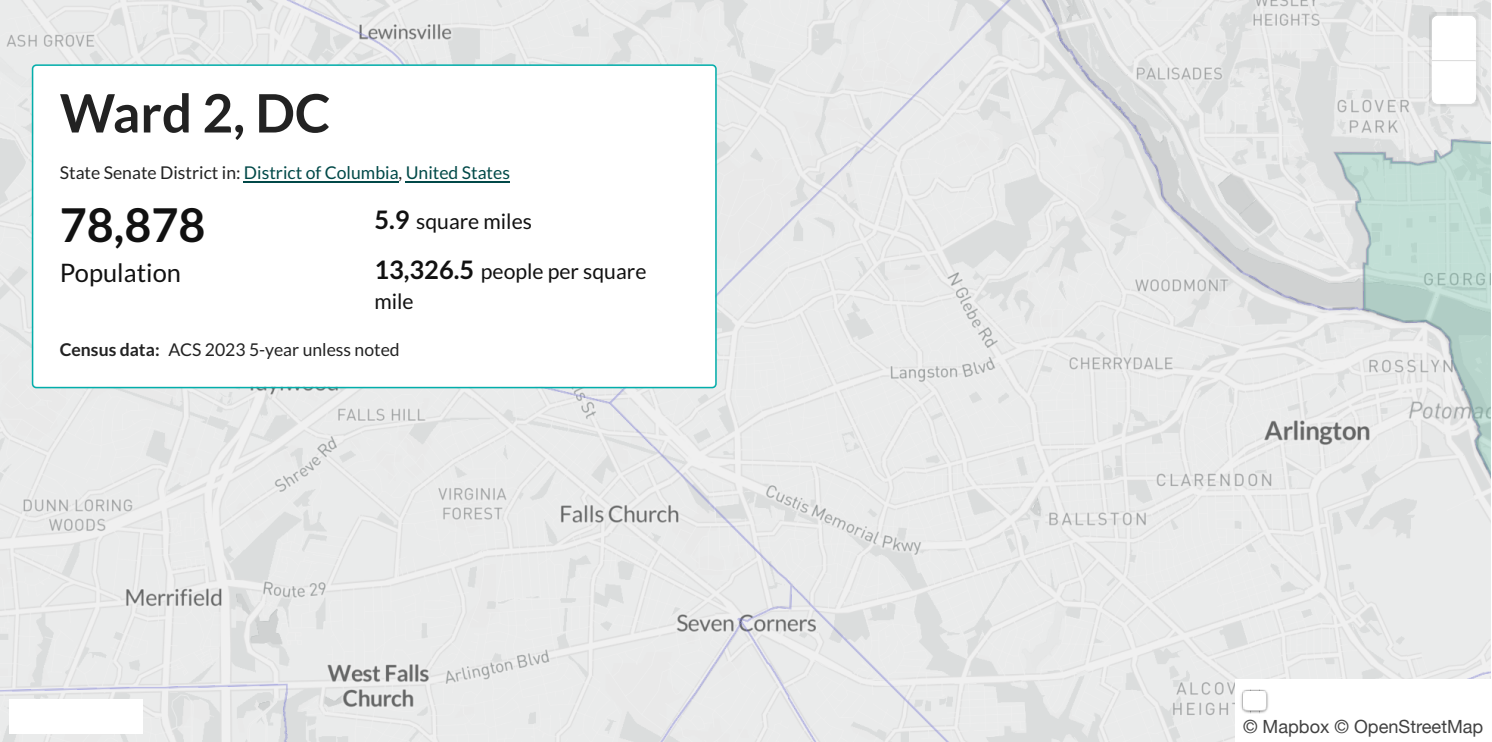 Ward 2, DC
State Senate District in: District of Columbia, United States
78,878
Population
5.9 square miles
13,326.5 people per square
mile
Census data: ACS 2023 5-year unless noted
ASH GROVE
Lewinsville
WESLEY
HEIGHTS
PALISADES
GLOVER
PARK
WOODMONT
N Glebe Rd
Langston Blvd
CHERRYDALE
ROSSLYN
Arlington
CLARENDON
BALLSTON
FALLS HILL
Shreve Rd
VIRGINIA
FOREST
DUNN LORING
WOODS
Falls Church
Custis Memorial Pkwy
Merrifield
Route 29
Seven Corners
West Falls
Church
Arlington Blvd
© Mapbox © OpenStreetMap